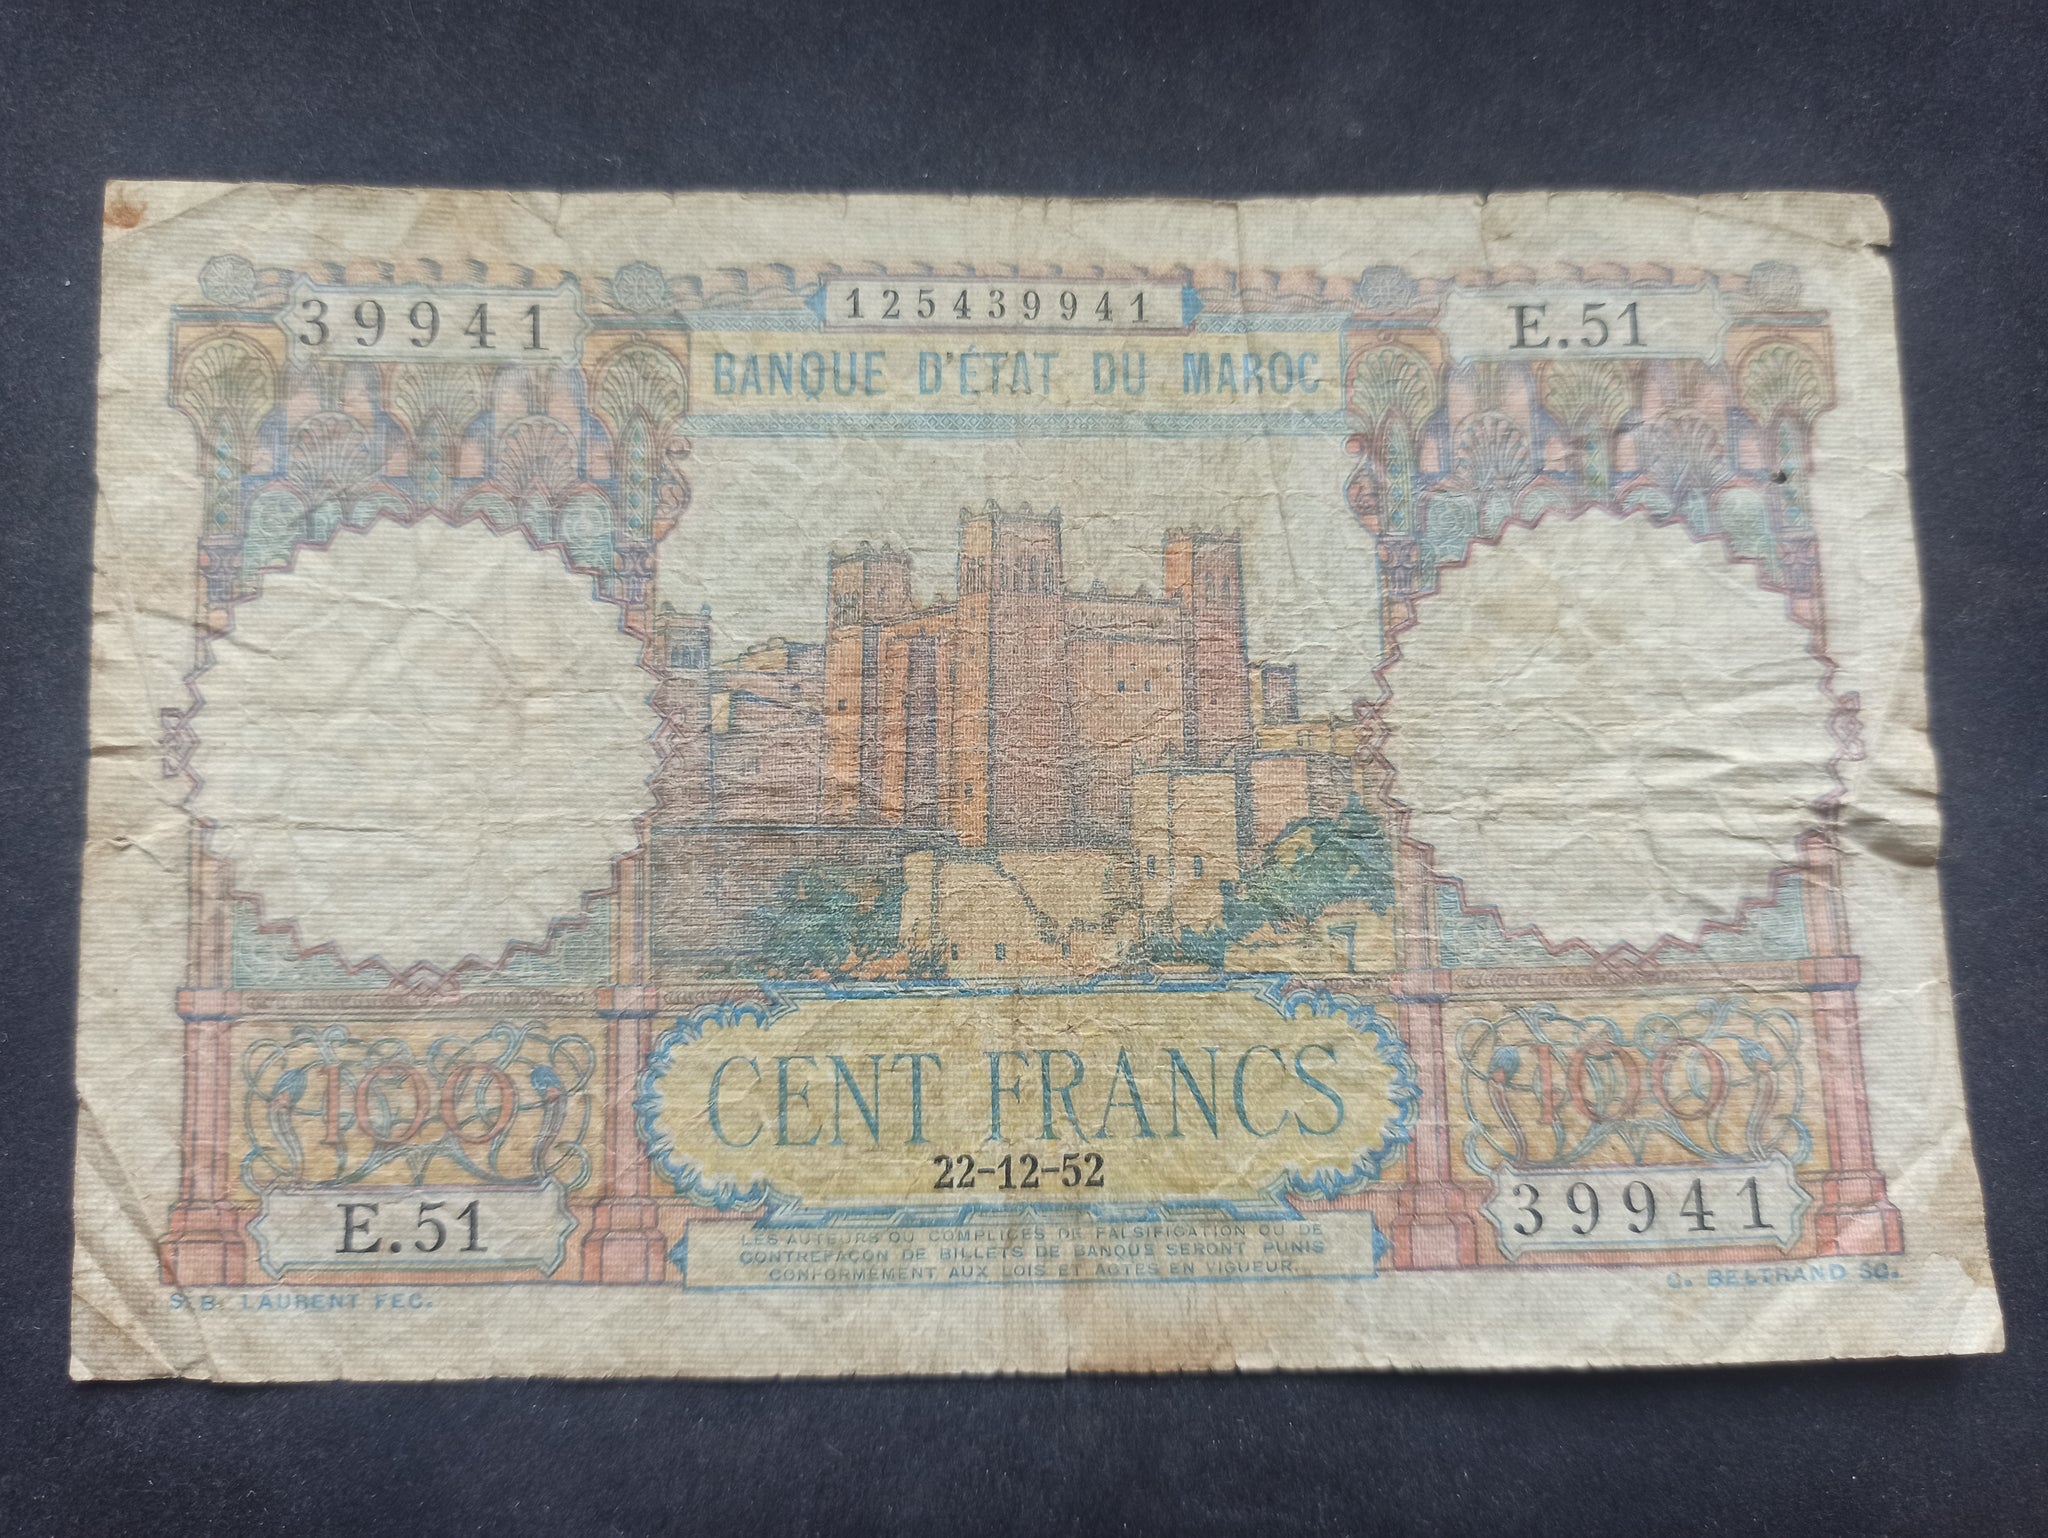 39941
125439941
E.51
BANQUE D'ÉTAT DU MAROC
100
100
CENT FRANCS
22-12-52
E.51
39941
LES AUTEURS OU COMPLICES DE FALSIFICATION OU DE
CONTREFAÇON DE BILLETS DE BANQUE SERONT PUNIS
CONFORMÉMENT AUX LOIS ET ACTES EN VIGUEUR.
S.B. LAURENT FEC.
G. BELTRAND SC.